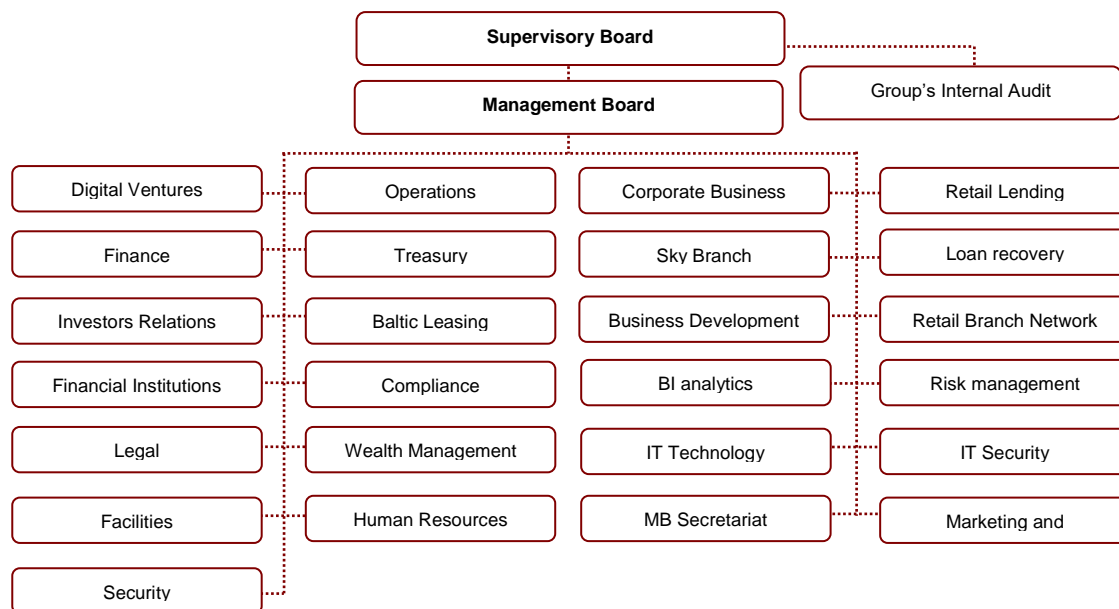 Supervisory Board
Group's Internal Audit
Management Board
Digital Ventures
Operations
Corporate Business
Retail Lending
Finance
Treasury
Sky Branch
Loan recovery
Investors Relations
Baltic Leasing
Business Development
Retail Branch Network
Financial Institutions
Compliance
BI analytics
Risk management
Legal
Wealth Management
IT Technology
IT Security
Facilities
Human Resources
MB Secretariat
Marketing and
Security